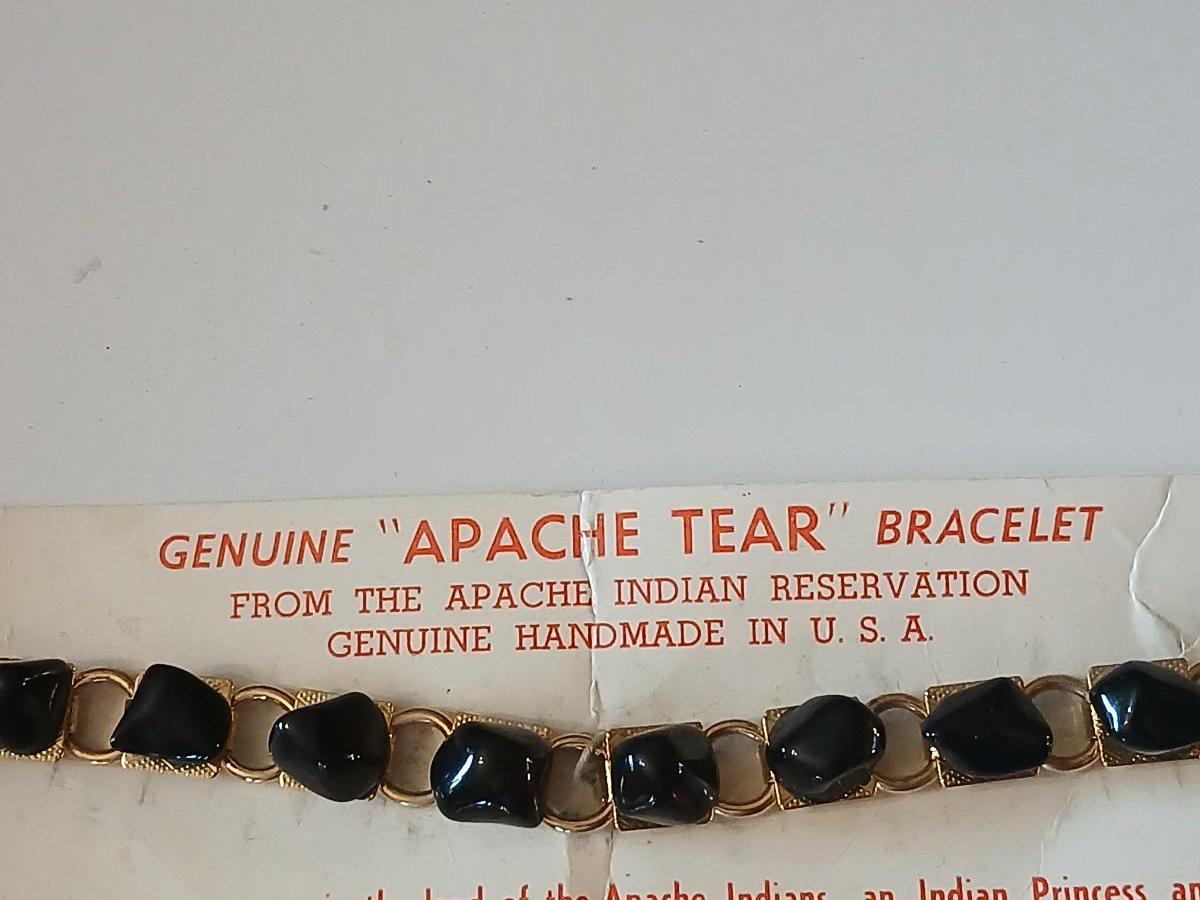 GENUINE "APACHE TEAR" BRACELET
FROM THE APACHE INDIAN RESERVATION
GENUINE HANDMADE IN U. S. A.
in the land of the Apache Indians, an Indian Princess